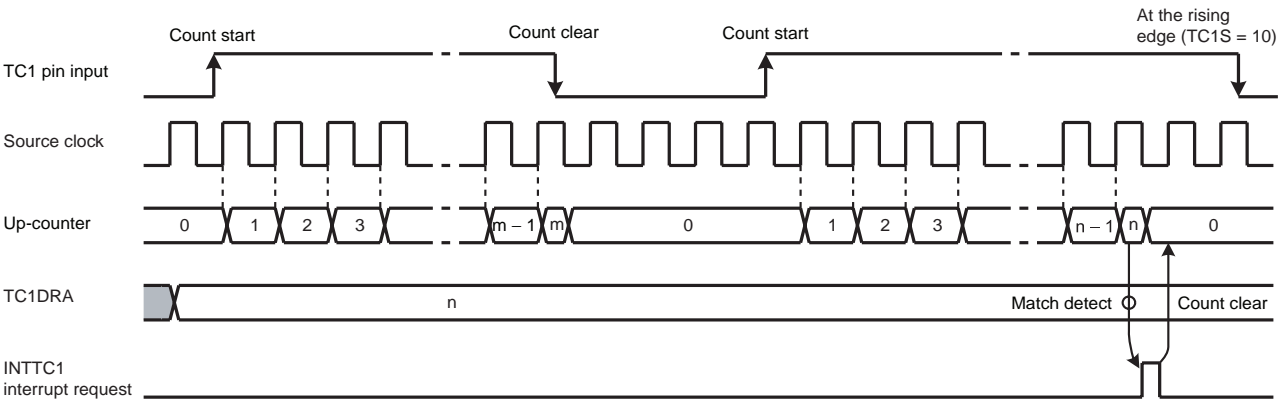 At the rising
edge (TC1S = 10)
Count start
Count clear
Count start
TC1 pin input
Source clock
Up-counter
0 1 2 3 m − 1 m 0 1 2 3 n − 1 n 0
TC1DRA
n
Match detect
Count clear
INTTC1
interrupt request